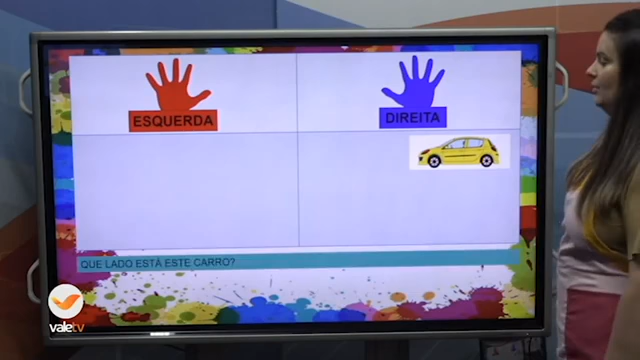 ESQUERDA
DIREITA
QUE LADO ESTÁ ESTE CARRO?
valetv